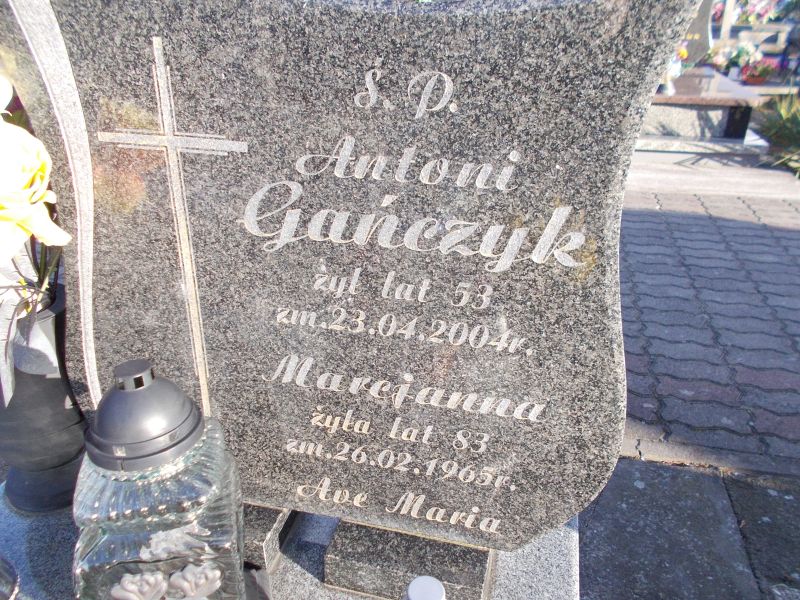 Ś. P.
Antoni
Gańczyk
żył lat 53
zm.23.04.2004r.
Marcjanna
żyła lat 83
zm.26.02.1965r.
Ave Maria